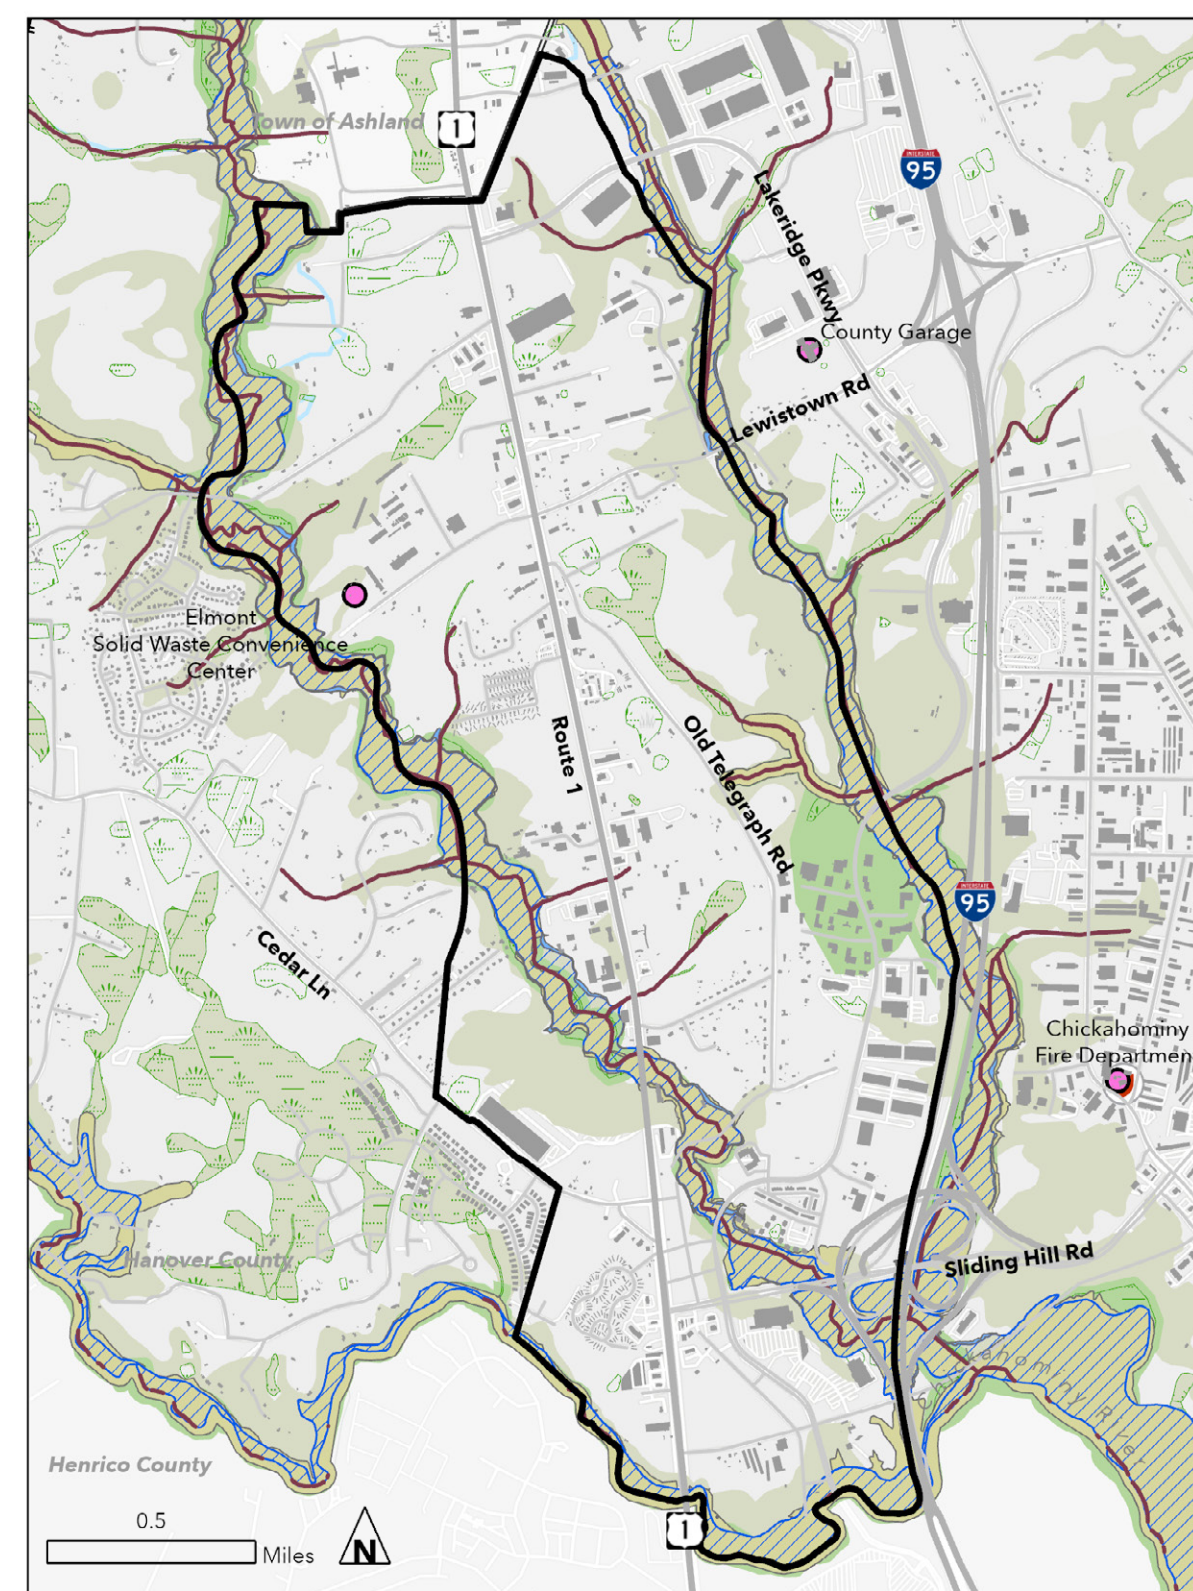 Town of Ashland
1
INTERSTATE
95
Lakeridge Pkwy
County Garage
Lewistown Rd
Elmont
Solid Waste Convenience
Center
Route 1
Old Telegraph Rd
INTERSTATE
95
Cedar Ln
Chickahominy
Fire Departmen
Hanover County
Sliding Hill Rd
Henrico County
1
0.5
Miles
N